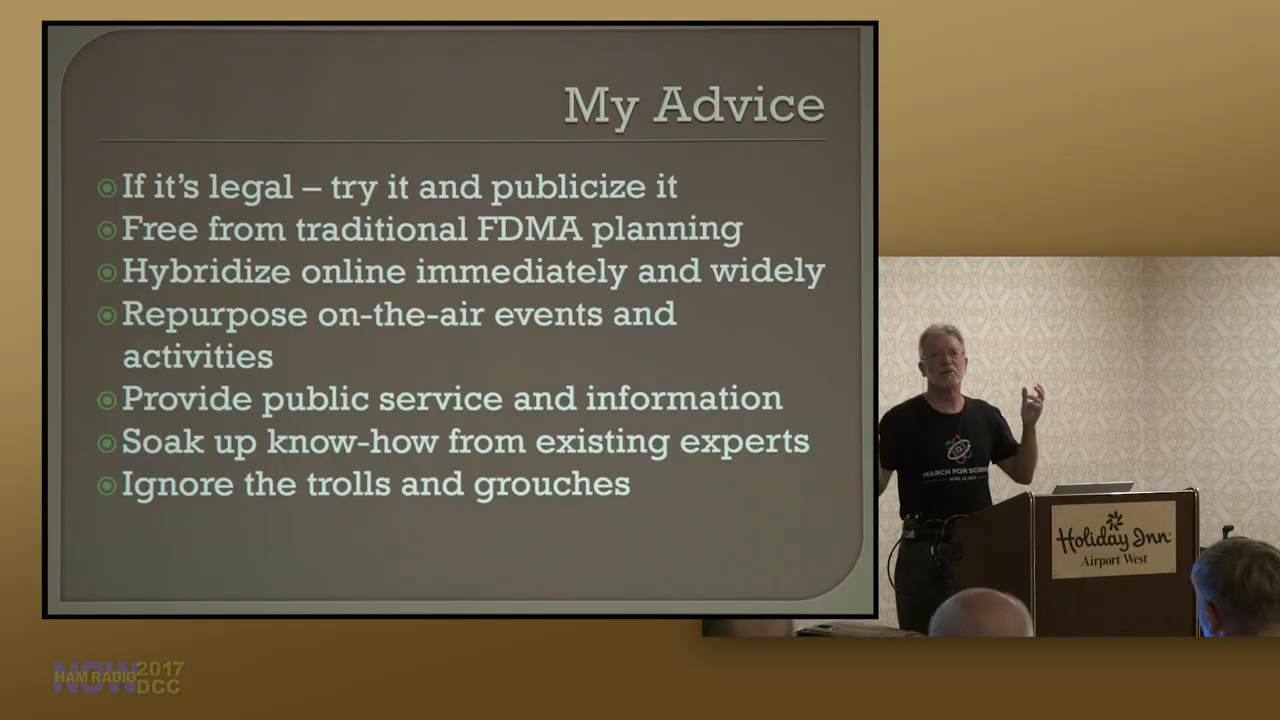 My Advice
If it's legal – try it and publicize it
Free from traditional FDMA planning
Hybridize online immediately and widely
Repurpose on-the-air events and
activities
Provide public service and information
Soak up know-how from existing experts
Ignore the trolls and grouches
MARCH FOR
Holiday Inn
Airport West
NOW
HAM RADIO
2017
DCC